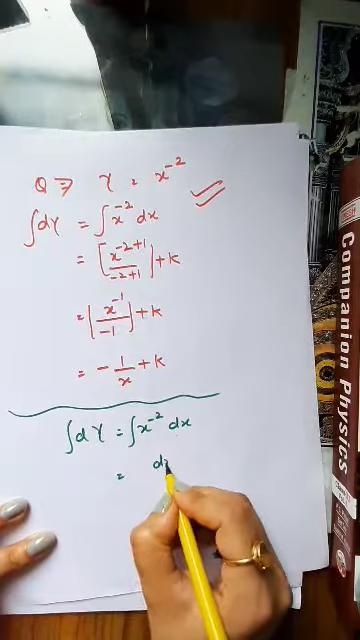 Q ⇒ Y = x⁻²
∫dY = ∫x⁻² dx
= [x⁻²⁺¹/-2+1] + k
= [x⁻¹/-1] + k
= - 1/x + k
∫dY = ∫x⁻² dx
= d
Companion Physics